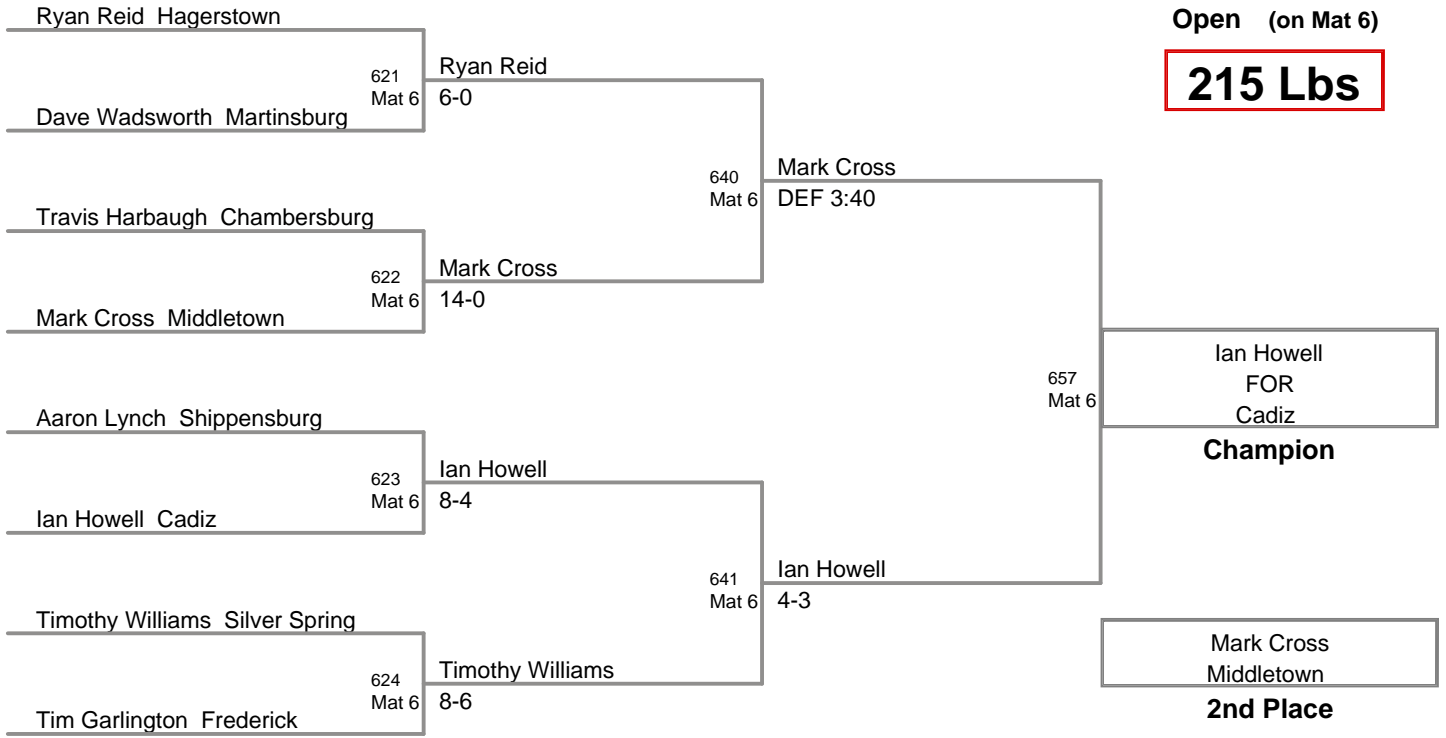 Ryan Reid  Hagerstown
Open  (on Mat 6)
215 Lbs
621
Mat 6
Ryan Reid
6-0
Dave Wadsworth  Martinsburg
640
Mat 6
Mark Cross
DEF 3:40
Travis Harbaugh  Chambersburg
622
Mat 6
Mark Cross
14-0
Mark Cross  Middletown
657
Mat 6
Ian Howell
FOR
Cadiz
Champion
Aaron Lynch  Shippensburg
623
Mat 6
Ian Howell
8-4
Ian Howell  Cadiz
641
Mat 6
Ian Howell
4-3
Timothy Williams  Silver Spring
624
Mat 6
Timothy Williams
8-6
Tim Garlington  Frederick
Mark Cross
Middletown
2nd Place